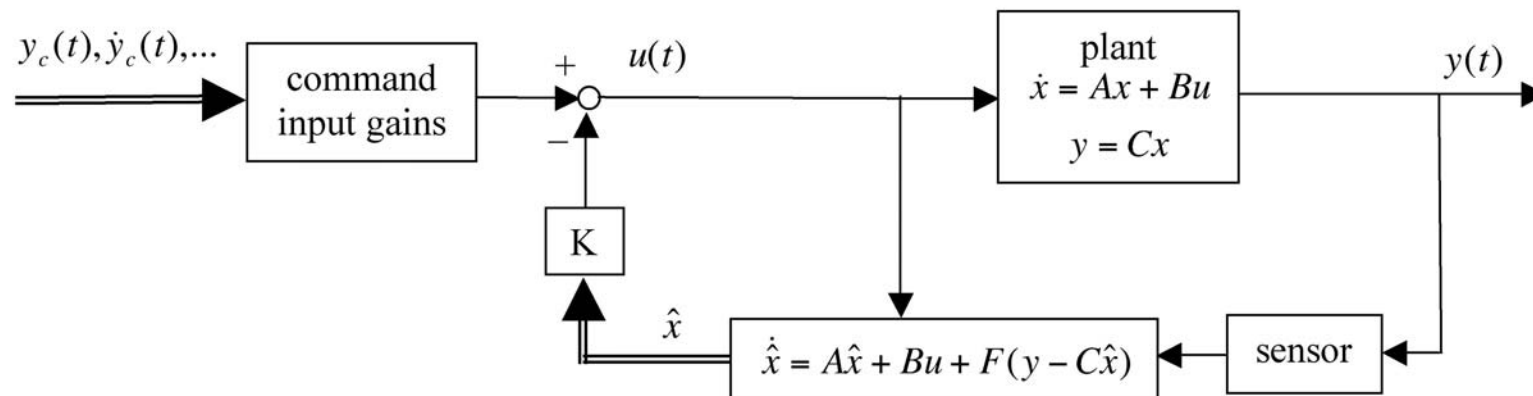 y_c(t), ẏ_c(t),...
command
input gains
+
−
u(t)
plant
ẋ = Ax + Bu
y = Cx
y(t)
K
x̂
x̂̇ = Ax̂ + Bu + F(y − Cx̂)
sensor